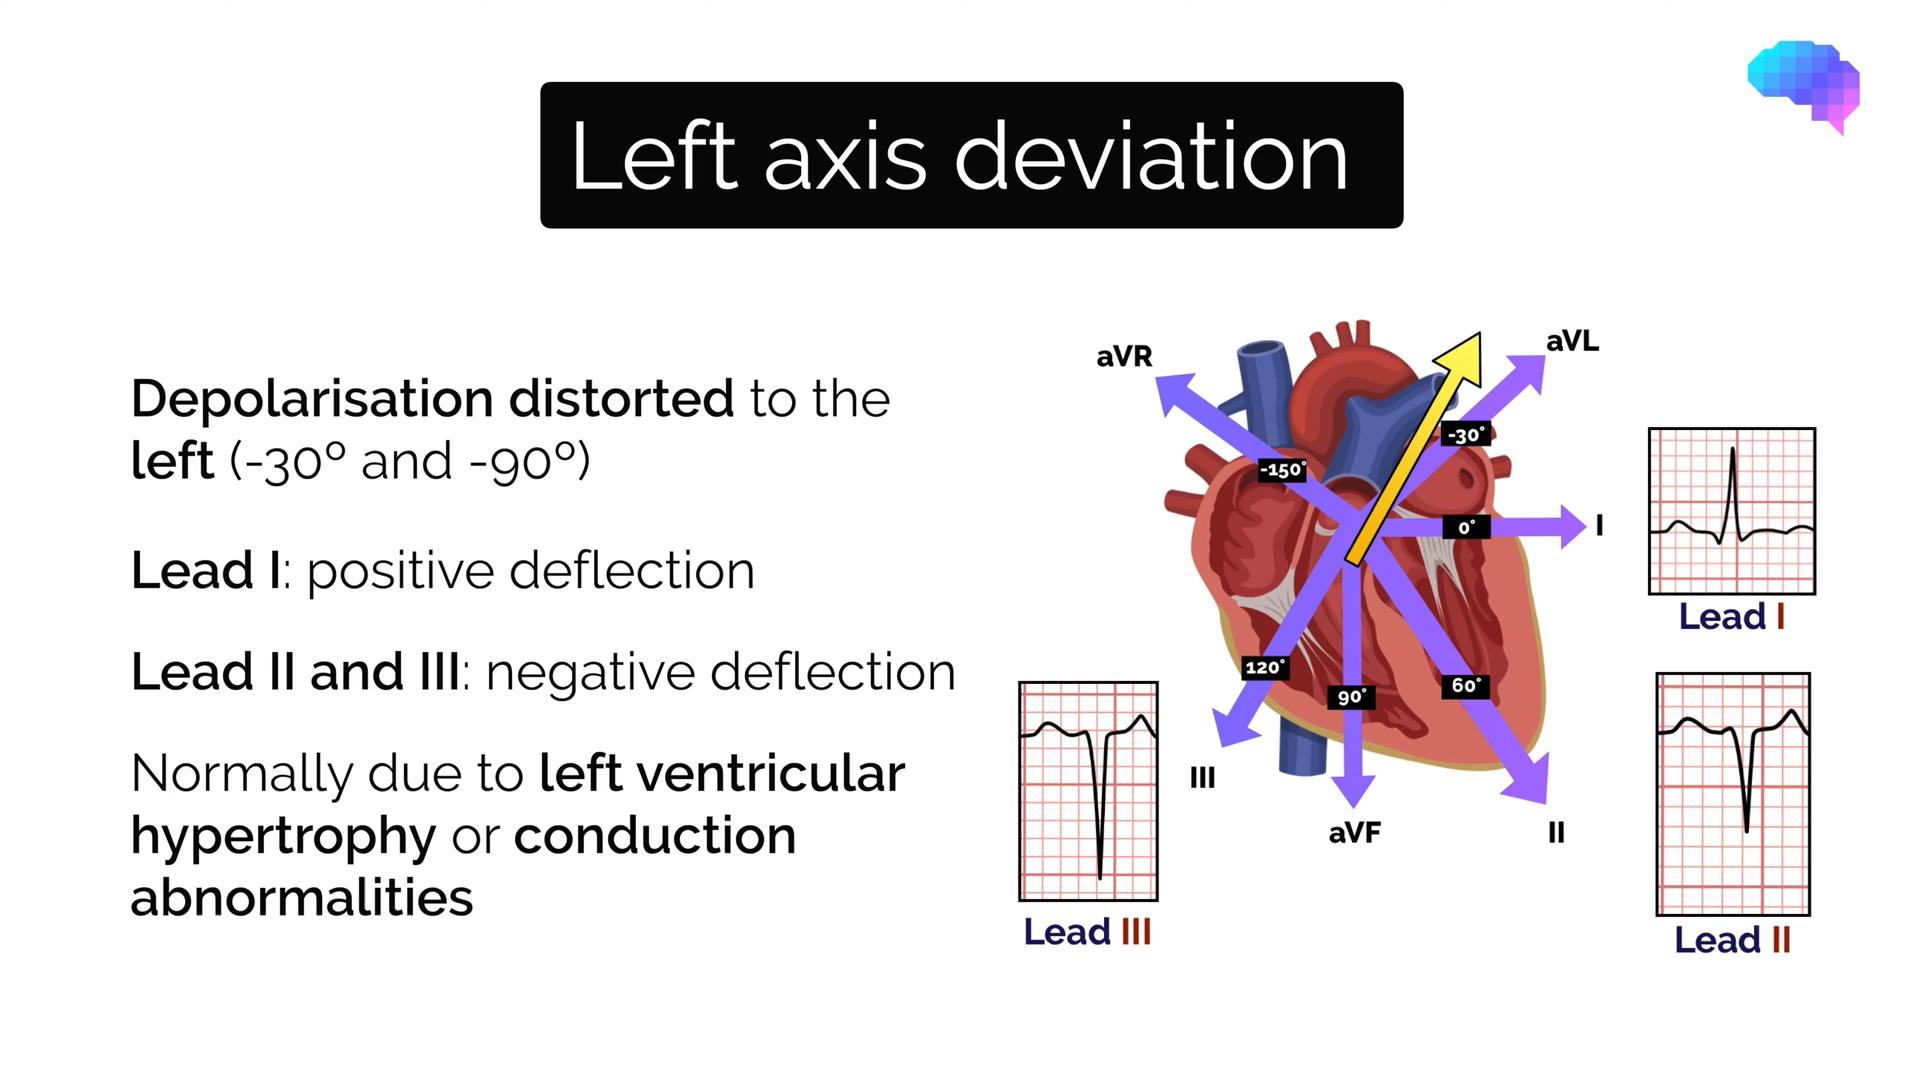 Left axis deviation
Depolarisation distorted to the
left (-30º and -90º)
Lead I: positive deflection
Lead II and III: negative deflection
Normally due to left ventricular
hypertrophy or conduction
abnormalities
aVR
aVL
-30°
-150°
0°
I
Lead I
120°
90°
60°
III
aVF
II
Lead III
Lead II